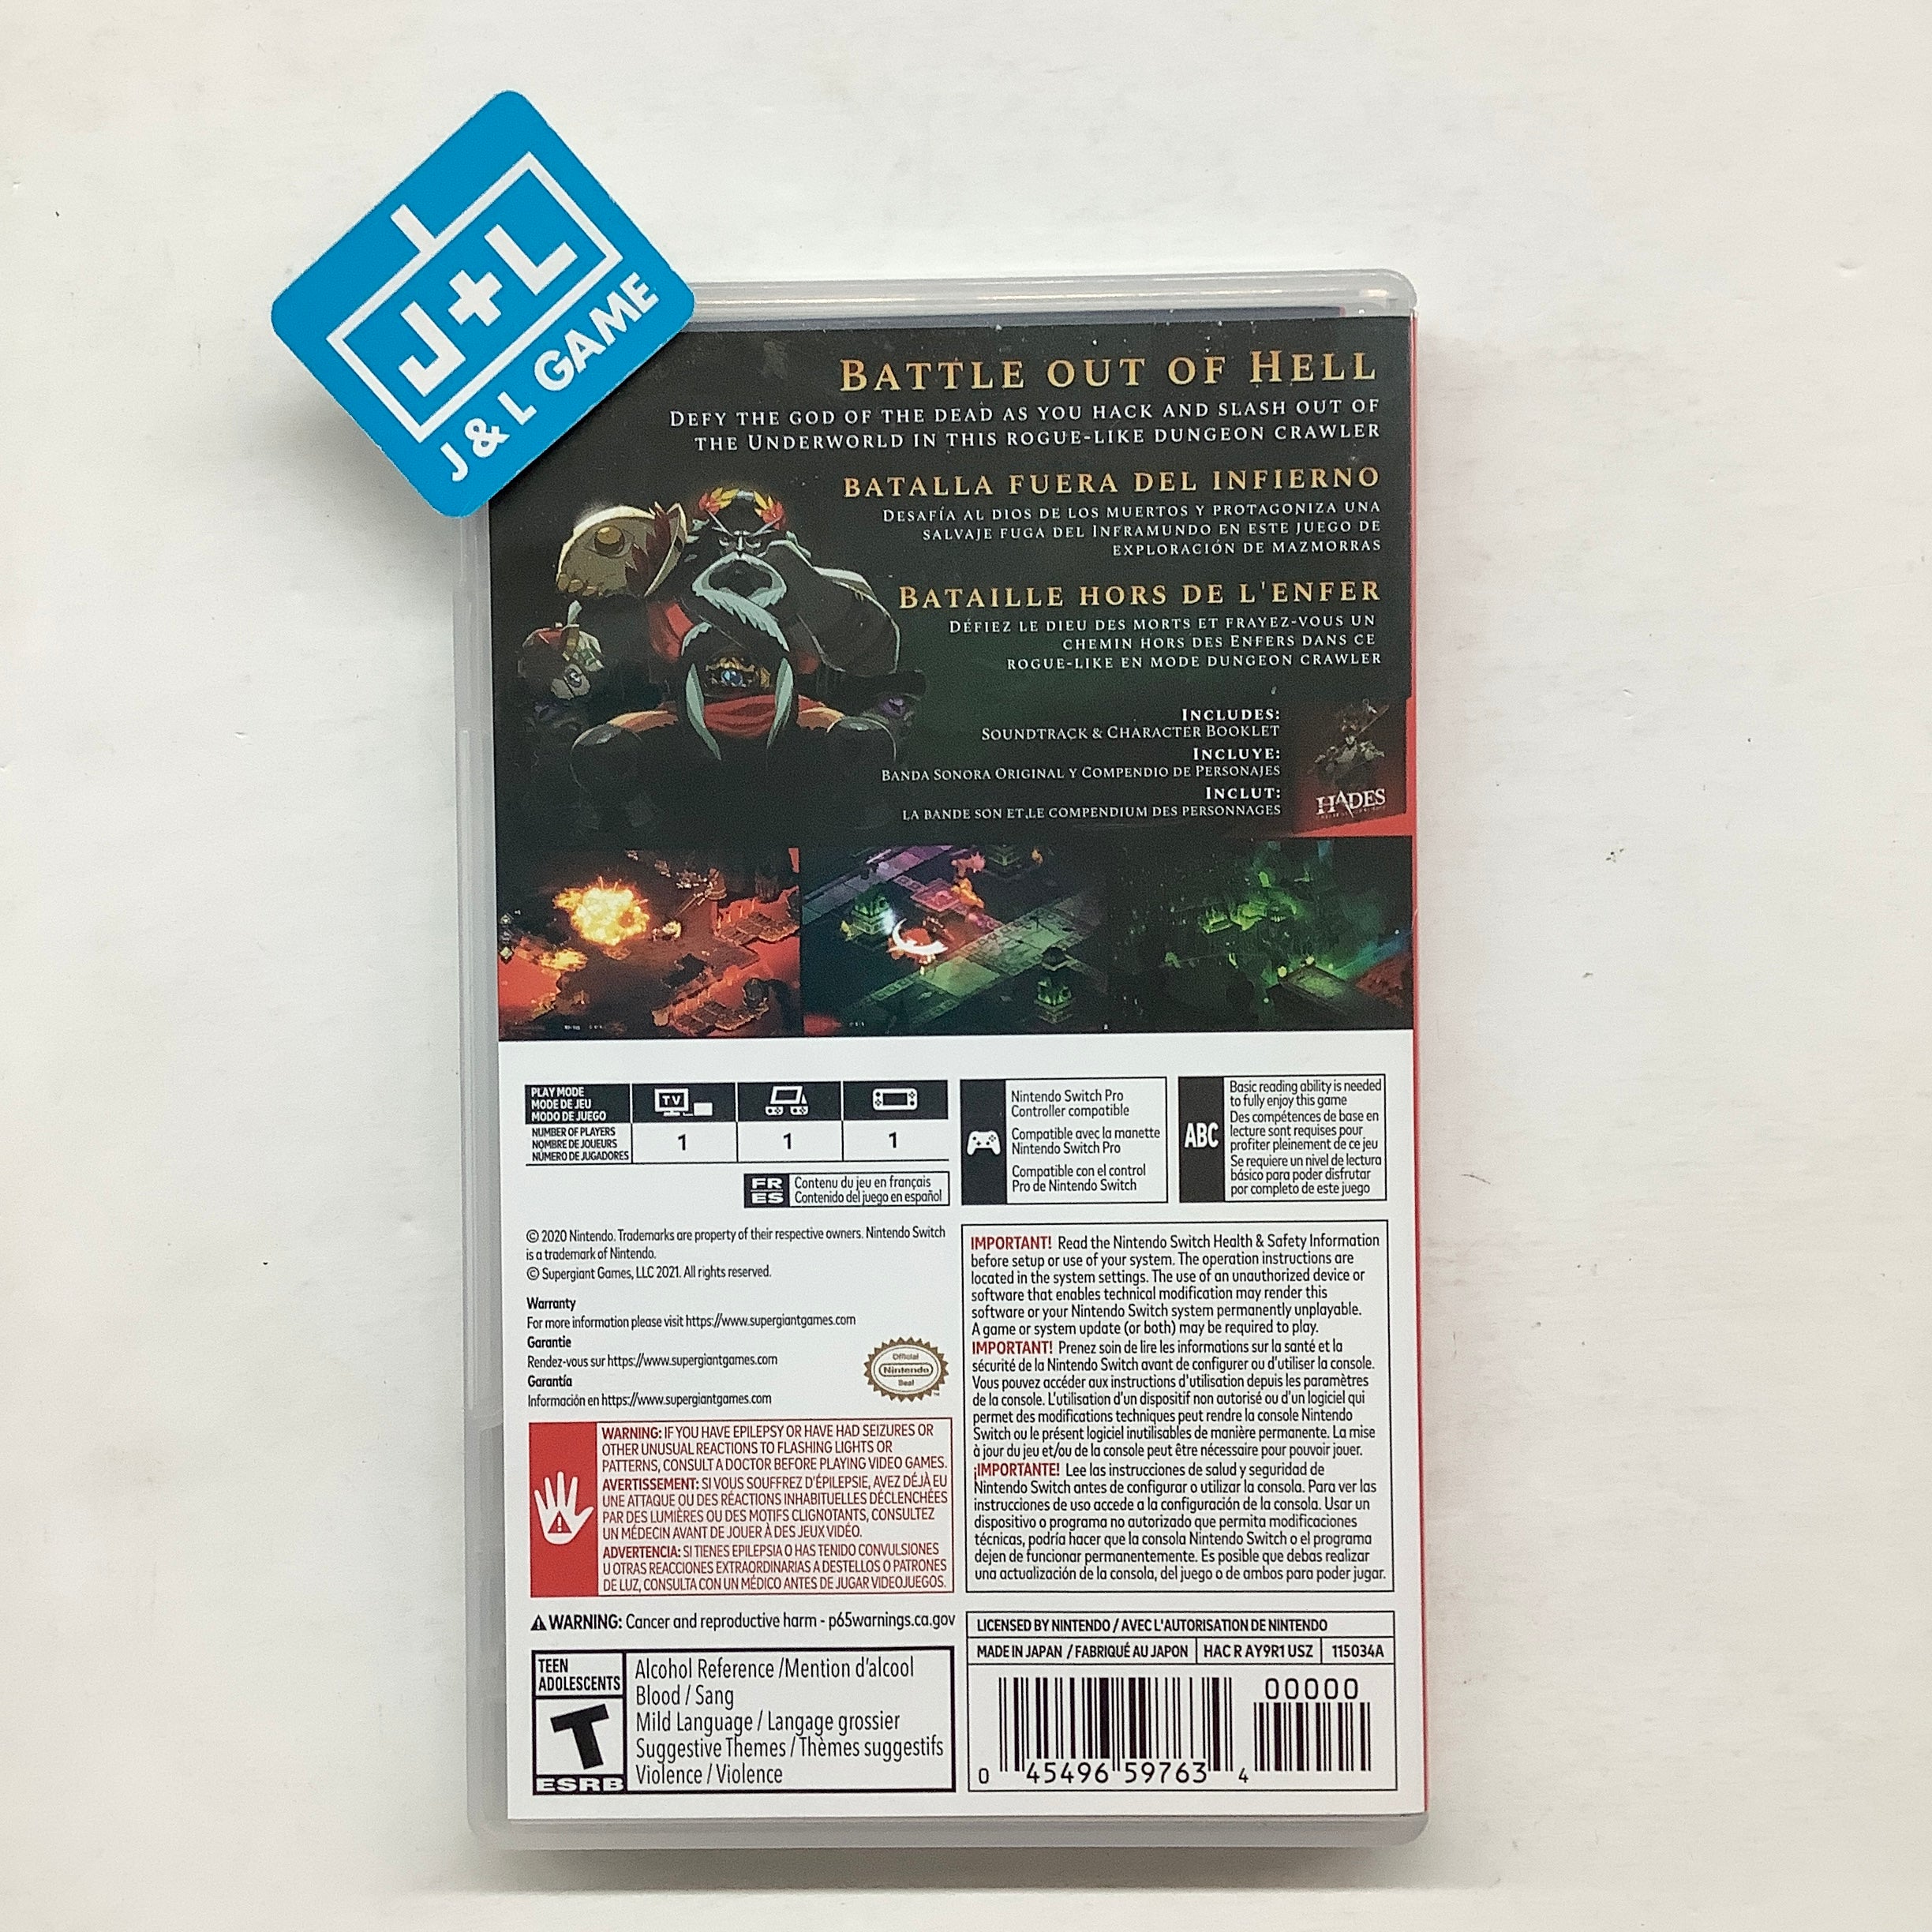 J+L
J & L GAME
BATTLE OUT OF HELL
DEFY THE GOD OF THE DEAD AS YOU HACK AND SLASH OUT OF
THE UNDERWORLD IN THIS ROGUE-LIKE DUNGEON CRAWLER
BATALLA FUERA DEL INFIERNO
DESAFÍA AL DIOS DE LOS MUERTOS Y PROTAGONIZA UNA
SALVAJE FUGA DEL INFRAMUNDO EN ESTE JUEGO DE
EXPLORACIÓN DE MAZMORRAS
BATAILLE HORS DE L'ENFER
DÉFIEZ LE DIEU DES MORTS ET FRAYEZ-VOUS UN
CHEMIN HORS DES ENFERS DANS CE
ROGUE-LIKE EN MODE DUNGEON CRAWLER
INCLUDES:
SOUNDTRACK & CHARACTER BOOKLET
INCLUYE:
BANDA SONORA ORIGINAL Y COMPENDIO DE PERSONAJES
INCLUT:
LA BANDE SON ET LE COMPENDIUM DES PERSONNAGES
HADES
PLAY MODE
MODE DE JEU
MODO DE JUEGO
TV
NUMBER OF PLAYERS
NOMBRE DE JOUEURS
NÚMERO DE JUGADORES
1 1 1
FR
ES
Contenu du jeu en français
Contenido del juego en español
Nintendo Switch Pro
Controller compatible
Compatible avec la manette
Nintendo Switch Pro
Compatible con el control
Pro de Nintendo Switch
ABC
Basic reading ability is needed
to fully enjoy this game
Des compétences de base en
lecture sont requises pour
profiter pleinement de ce jeu
Se requiere un nivel de lectura
básico para poder disfrutar
por completo de este juego
© 2020 Nintendo. Trademarks are property of their respective owners. Nintendo Switch
is a trademark of Nintendo.
© Supergiant Games, LLC 2021. All rights reserved.
Warranty
For more information please visit https://www.supergiantgames.com
Garantie
Rendez-vous sur https://www.supergiantgames.com
Garantía
Información en https://www.supergiantgames.com
Official
Nintendo
Seal
WARNING: IF YOU HAVE EPILEPSY OR HAVE HAD SEIZURES OR
OTHER UNUSUAL REACTIONS TO FLASHING LIGHTS OR
PATTERNS, CONSULT A DOCTOR BEFORE PLAYING VIDEO GAMES.
AVERTISSEMENT: SI VOUS SOUFFREZ D'ÉPILEPSIE, AVEZ DÉJÀ EU
UNE ATTAQUE OU DES RÉACTIONS INHABITUELLES DÉCLENCHÉES
PAR DES LUMIÈRES OU DES MOTIFS CLIGNOTANTS, CONSULTEZ
UN MÉDECIN AVANT DE JOUER À DES JEUX VIDÉO.
ADVERTENCIA: SI TIENES EPILEPSIA O HAS TENIDO CONVULSIONES
U OTRAS REACCIONES EXTRAORDINARIAS A DESTELLOS O PATRONES
DE LUZ, CONSULTA CON UN MÉDICO ANTES DE JUGAR VIDEOJUEGOS.
IMPORTANT! Read the Nintendo Switch Health & Safety Information
before setup or use of your system. The operation instructions are
located in the system settings. The use of an unauthorized device or
software that enables technical modification may render this
software or your Nintendo Switch system permanently unplayable.
A game or system update (or both) may be required to play.
IMPORTANT! Prenez soin de lire les informations sur la santé et la
sécurité de la Nintendo Switch avant de configurer ou d'utiliser la console.
Vous pouvez accéder aux instructions d'utilisation depuis les paramètres
de la console. L'utilisation d'un dispositif non autorisé ou d'un logiciel qui
permet des modifications techniques peut rendre la console Nintendo
Switch ou le présent logiciel inutilisables de manière permanente. La mise
à jour du jeu et/ou de la console peut être nécessaire pour pouvoir jouer.
¡IMPORTANTE! Lee las instrucciones de salud y seguridad de
Nintendo Switch antes de configurar o utilizar la consola. Para ver las
instrucciones de uso accede a la configuración de la consola. Usar un
dispositivo o programa no autorizado que permita modificaciones
técnicas, podría hacer que la consola Nintendo Switch o el programa
dejen de funcionar permanentemente. Es posible que debas realizar
una actualización de la consola, del juego o de ambos para poder jugar.
WARNING: Cancer and reproductive harm - p65warnings.ca.gov
TEEN
ADOLESCENTS
T
ESRB
Alcohol Reference /Mention d'alcool
Blood / Sang
Mild Language / Langage grossier
Suggestive Themes / Thèmes suggestifs
Violence / Violence
LICENSED BY NINTENDO / AVEC L'AUTORISATION DE NINTENDO
MADE IN JAPAN / FABRIQUÉ AU JAPON HAC R AY9R1 USZ 115034A
00000
0 45496 59763 4